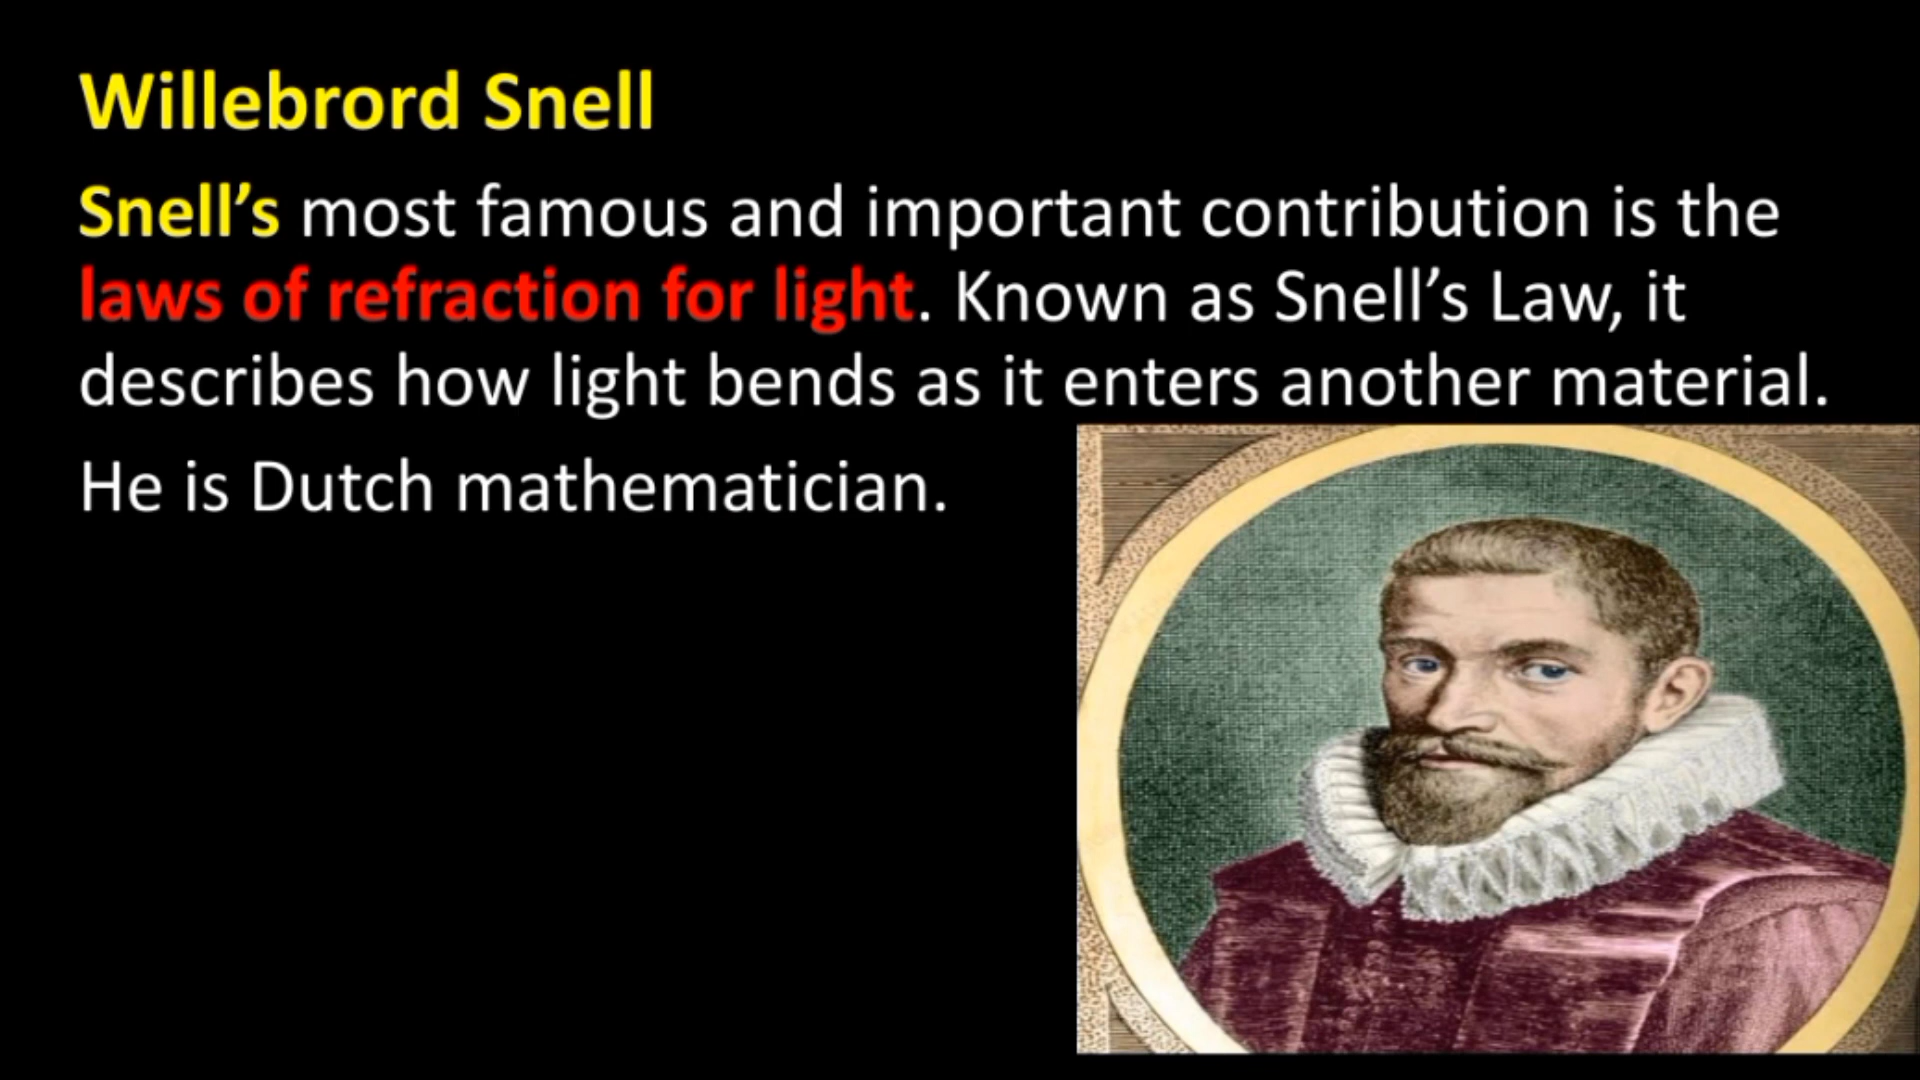 Willebrord Snell
Snell’s most famous and important contribution is the
laws of refraction for light. Known as Snell’s Law, it
describes how light bends as it enters another material.
He is Dutch mathematician.